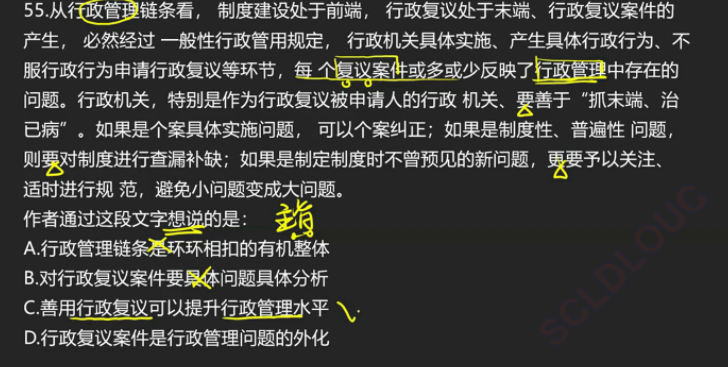 55.从行政管理链条看， 制度建设处于前端， 行政复议处于末端、行政复议案件的
产生， 必然经过 一般性行政管用规定， 行政机关具体实施、产生具体行政行为、不
服行政行为申请行政复议等环节，每 个复议案件或多或少反映了行政管理中存在的
问题。行政机关，特别是作为行政复议被申请人的行政 机关、要善于“抓末端、治
已病”。如果是个案具体实施问题， 可以个案纠正；如果是制度性、普遍性 问题，
则要对制度进行查漏补缺；如果是制定制度时不曾预见的新问题，更要予以关注、
适时进行规 范，避免小问题变成大问题。
作者通过这段文字想说的是：
A.行政管理链条是环环相扣的有机整体
B.对行政复议案件要具体问题具体分析
C.善用行政复议可以提升行政管理水平
D.行政复议案件是行政管理问题的外化
SCLDLOUC